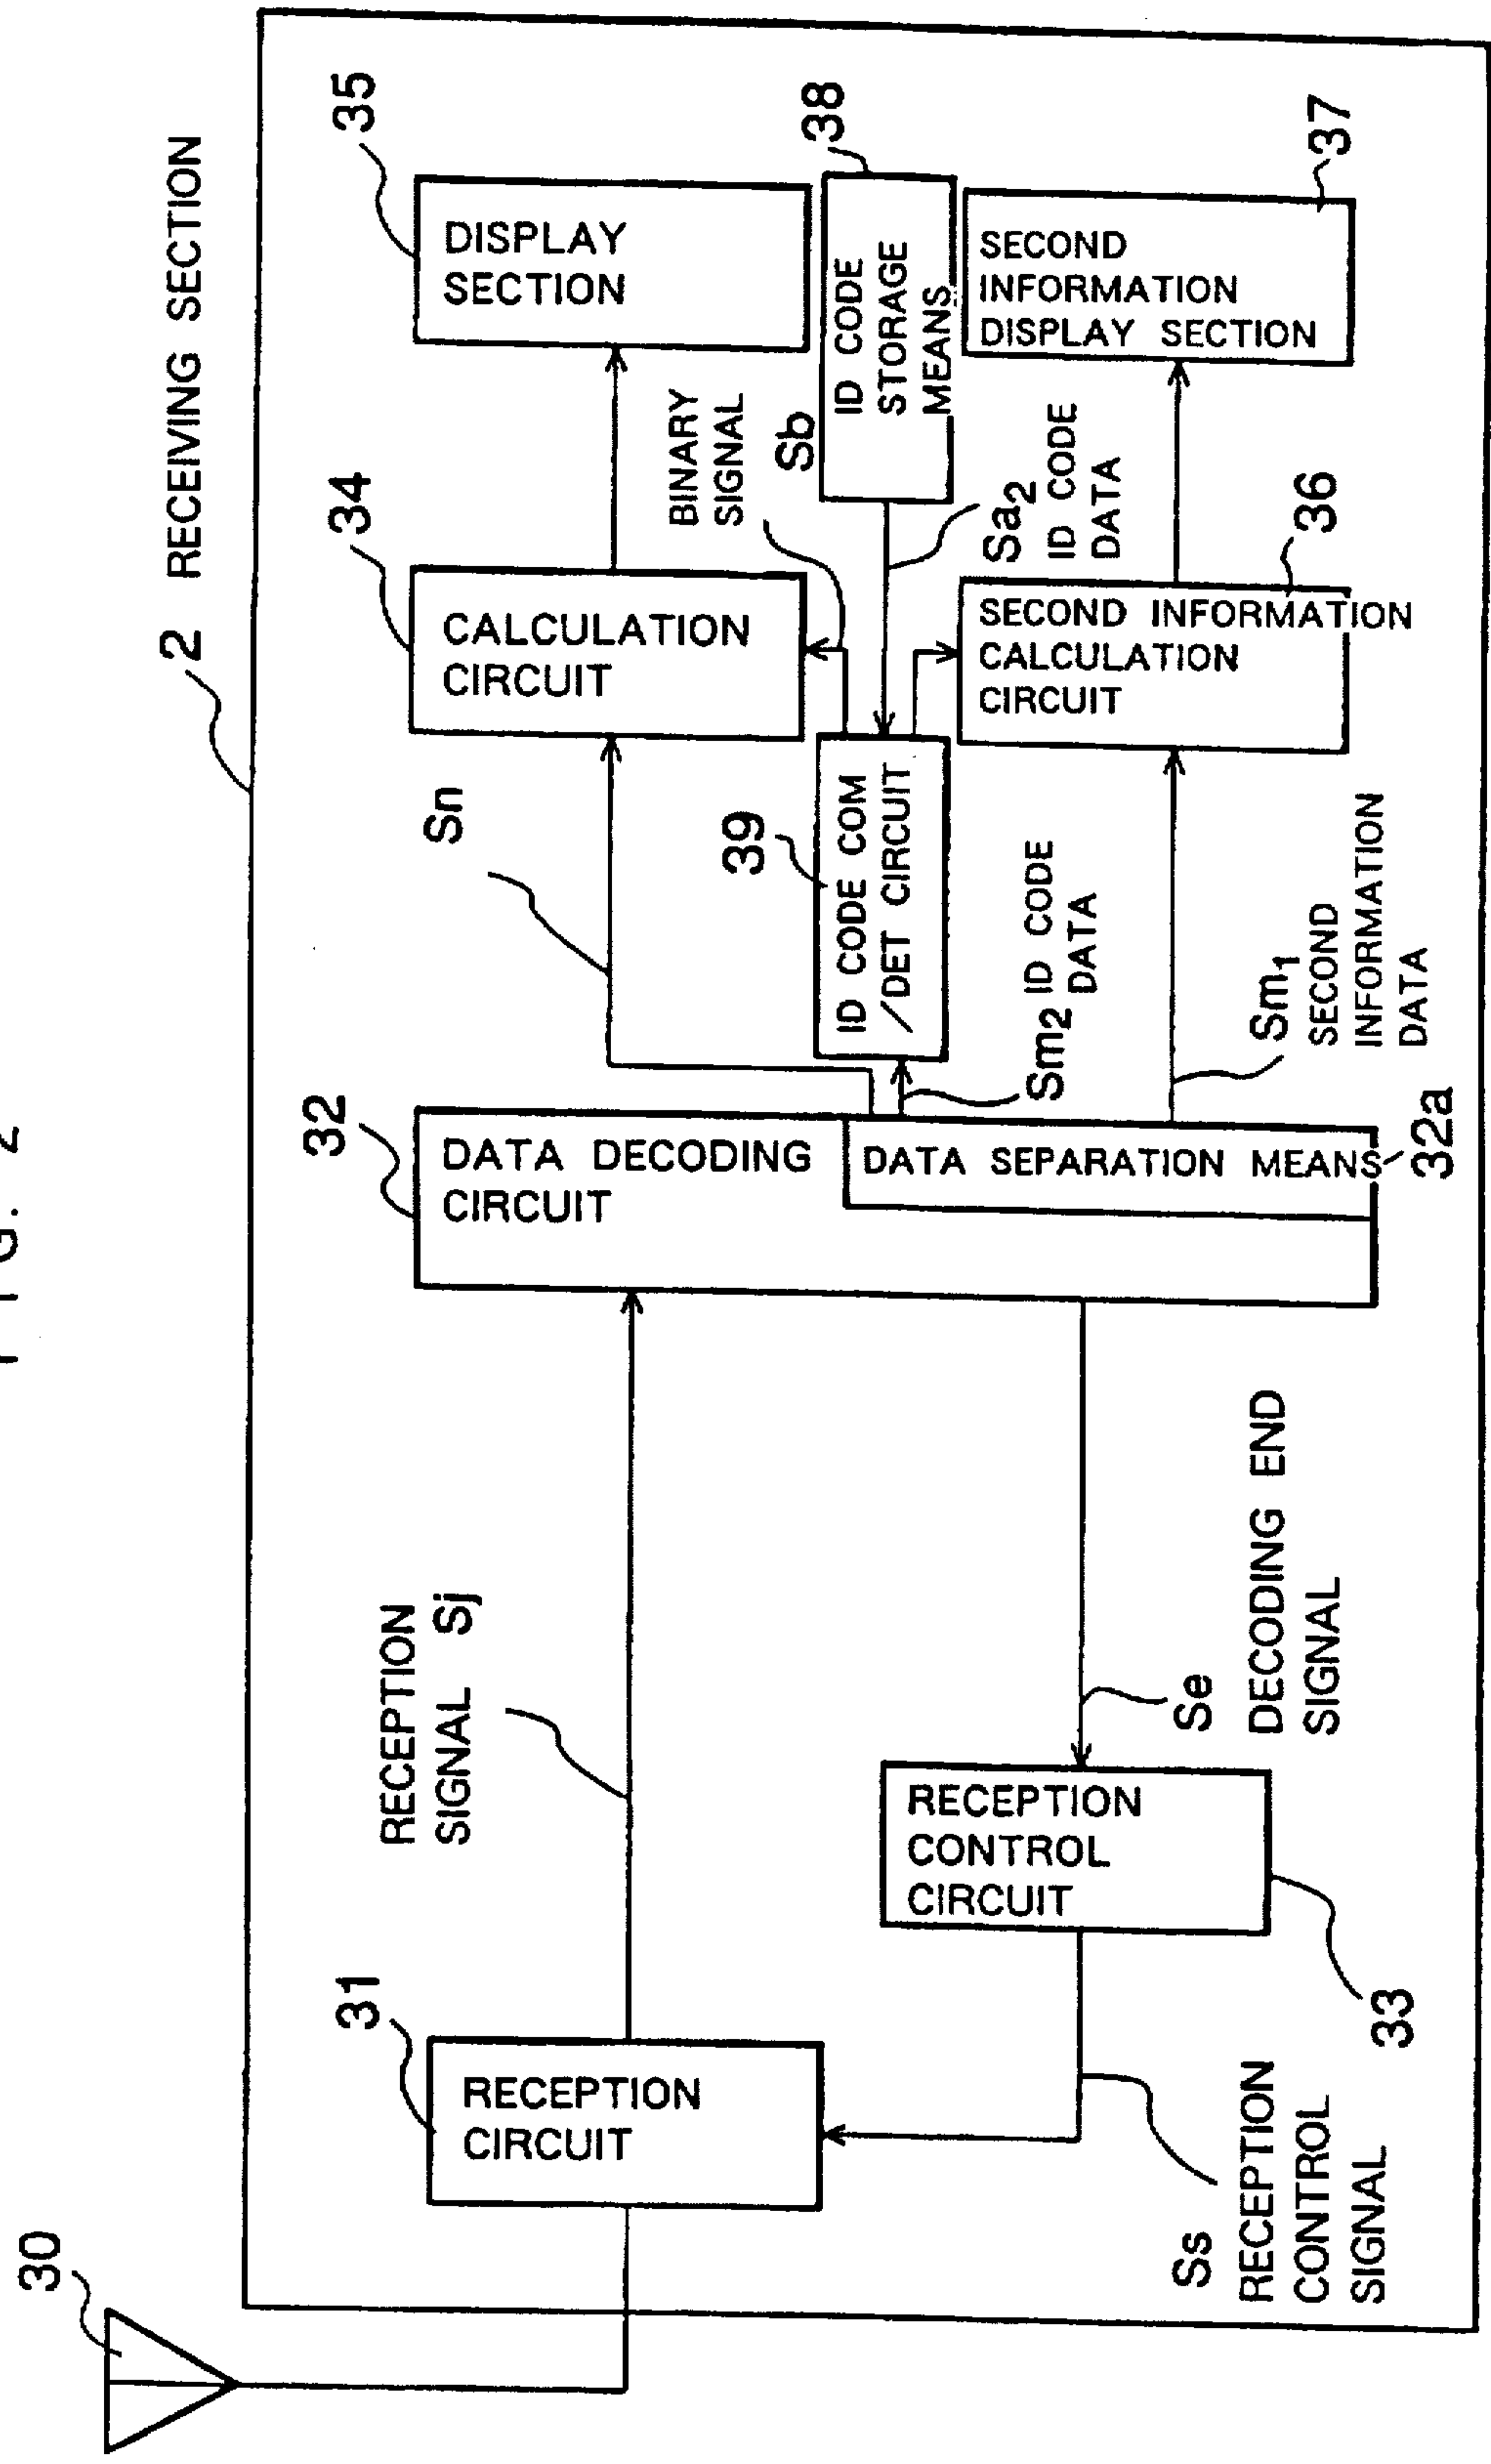 FIG. 2
2 RECEIVING SECTION
30
31
RECEPTION
CIRCUIT
RECEPTION
SIGNAL Sj
32
DATA DECODING
CIRCUIT
DATA SEPARATION MEANS
32a
Sn
34
CALCULATION
CIRCUIT
35
DISPLAY
SECTION
BINARY
SIGNAL
Sb
38
ID CODE
STORAGE
MEANS
39
ID CODE COM
/DET CIRCUIT
Sm2 ID CODE
DATA
Sa2
ID CODE
DATA
36
SECOND INFORMATION
CALCULATION
CIRCUIT
37
SECOND
INFORMATION
DISPLAY SECTION
Sm1
SECOND
INFORMATION
DATA
Se
DECODING END
SIGNAL
RECEPTION
CONTROL
CIRCUIT
33
Ss
RECEPTION
CONTROL
SIGNAL